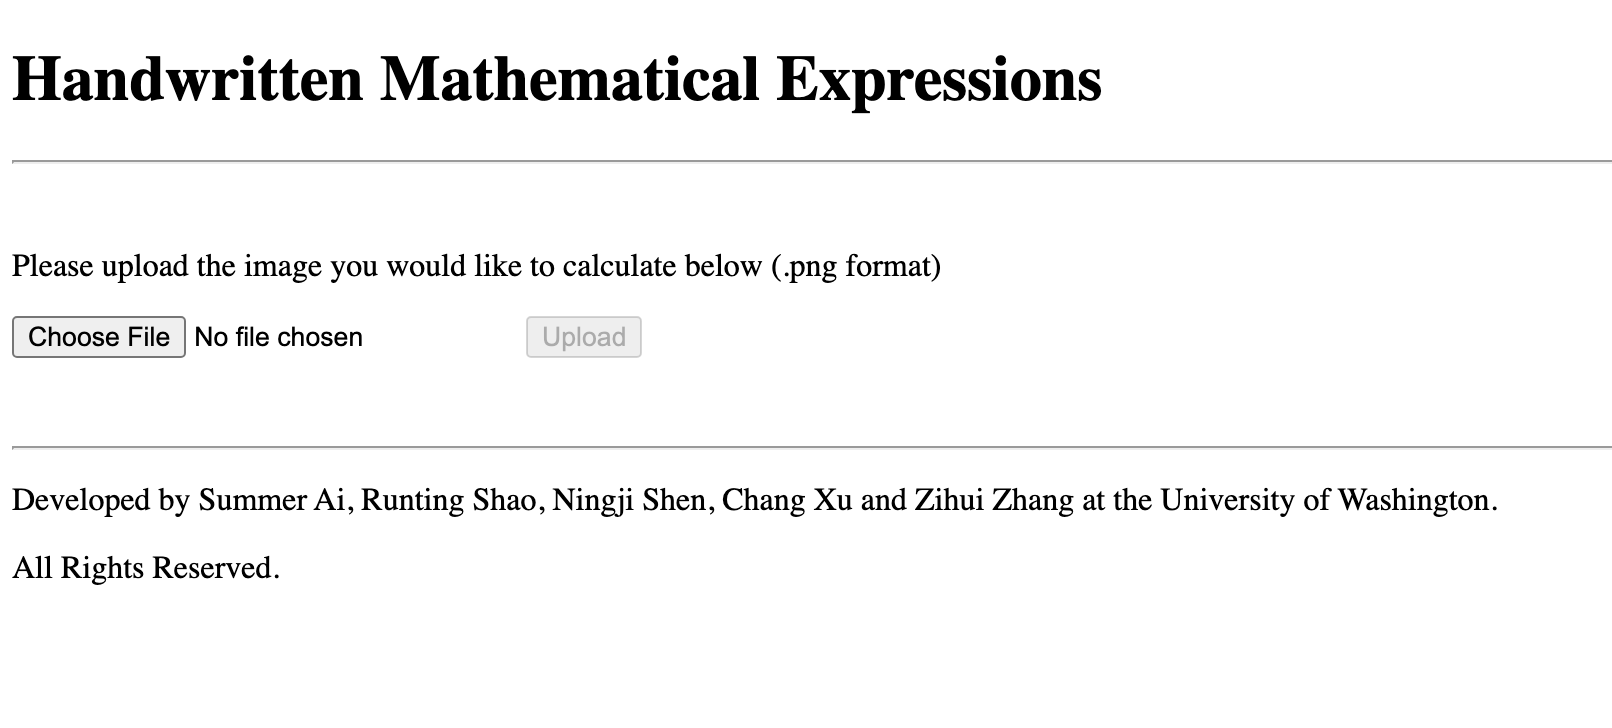 Handwritten Mathematical Expressions
Please upload the image you would like to calculate below (.png format)
Choose File No file chosen Upload
Developed by Summer Ai, Runting Shao, Ningji Shen, Chang Xu and Zihui Zhang at the University of Washington.
All Rights Reserved.